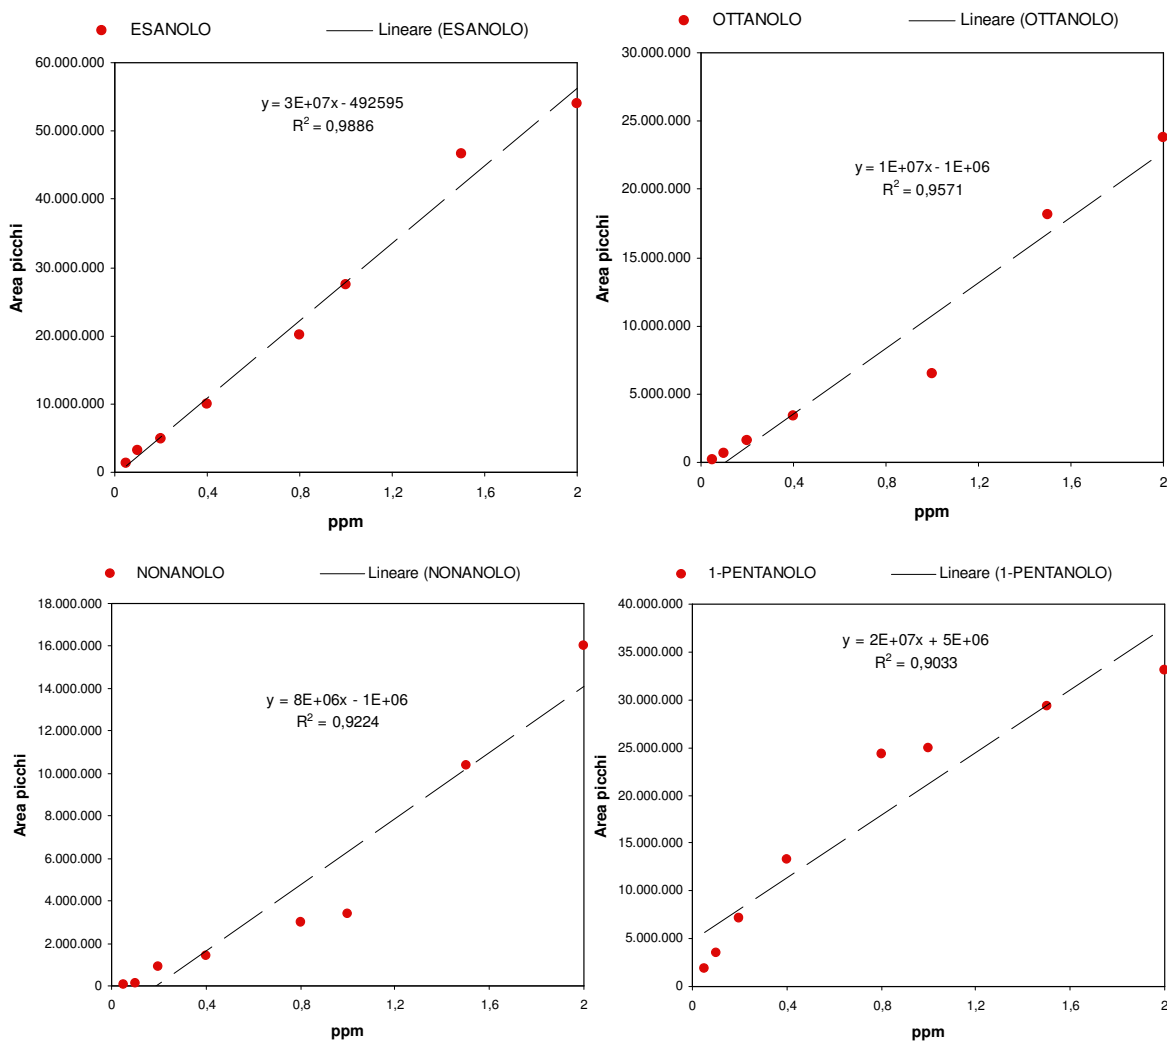 ESANOLO Lineare (ESANOLO)
60.000.000
50.000.000
40.000.000
30.000.000
20.000.000
10.000.000
0
Area picchi
y = 3E+07x - 492595
R² = 0,9886
0 0,4 0,8 1,2 1,6 2
ppm
OTTANOLO Lineare (OTTANOLO)
30.000.000
25.000.000
20.000.000
15.000.000
10.000.000
5.000.000
0
Area picchi
y = 1E+07x - 1E+06
R² = 0,9571
0 0,4 0,8 1,2 1,6 2
ppm
NONANOLO Lineare (NONANOLO)
18.000.000
16.000.000
14.000.000
12.000.000
10.000.000
8.000.000
6.000.000
4.000.000
2.000.000
0
Area picchi
y = 8E+06x - 1E+06
R² = 0,9224
0 0,4 0,8 1,2 1,6 2
ppm
1-PENTANOLO Lineare (1-PENTANOLO)
40.000.000
35.000.000
30.000.000
25.000.000
20.000.000
15.000.000
10.000.000
5.000.000
0
Area picchi
y = 2E+07x + 5E+06
R² = 0,9033
0 0,4 0,8 1,2 1,6 2
ppm